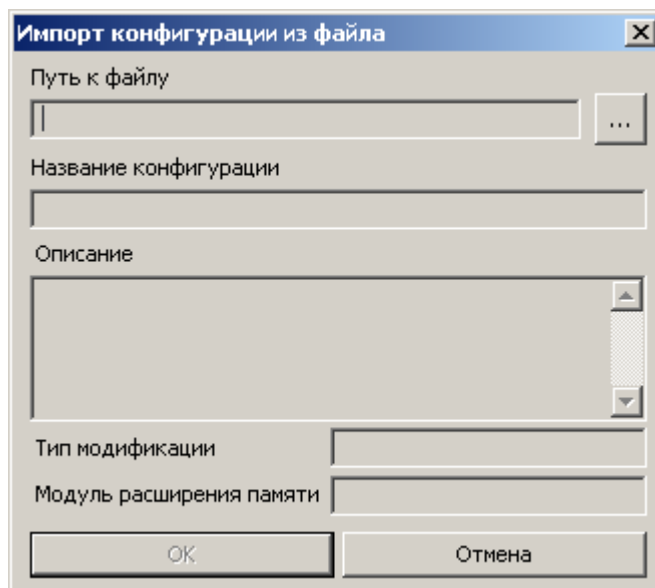 Импорт конфигурации из файла
Путь к файлу
...
Название конфигурации
Описание
Тип модификации
Модуль расширения памяти
OK
Отмена